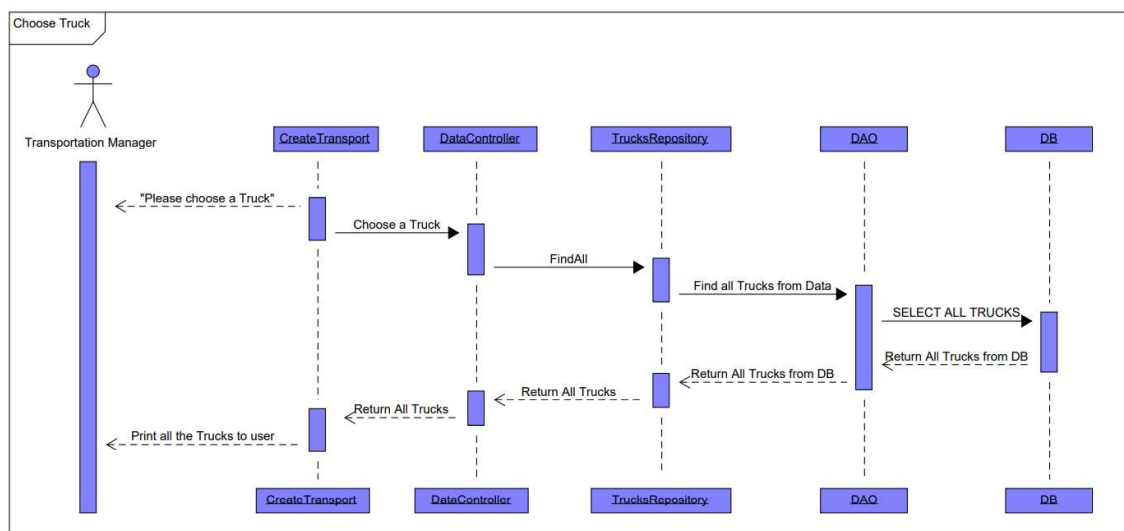 Choose Truck
Transportation Manager
CreateTransport
DataController
TrucksRepository
DAO
DB
"Please choose a Truck"
Choose a Truck
FindAll
Find all Trucks from Data
SELECT ALL TRUCKS
Return All Trucks from DB
Return All Trucks from DB
Return All Trucks
Return All Trucks
Print all the Trucks to user
CreateTransport
DataController
TrucksRepository
DAO
DB